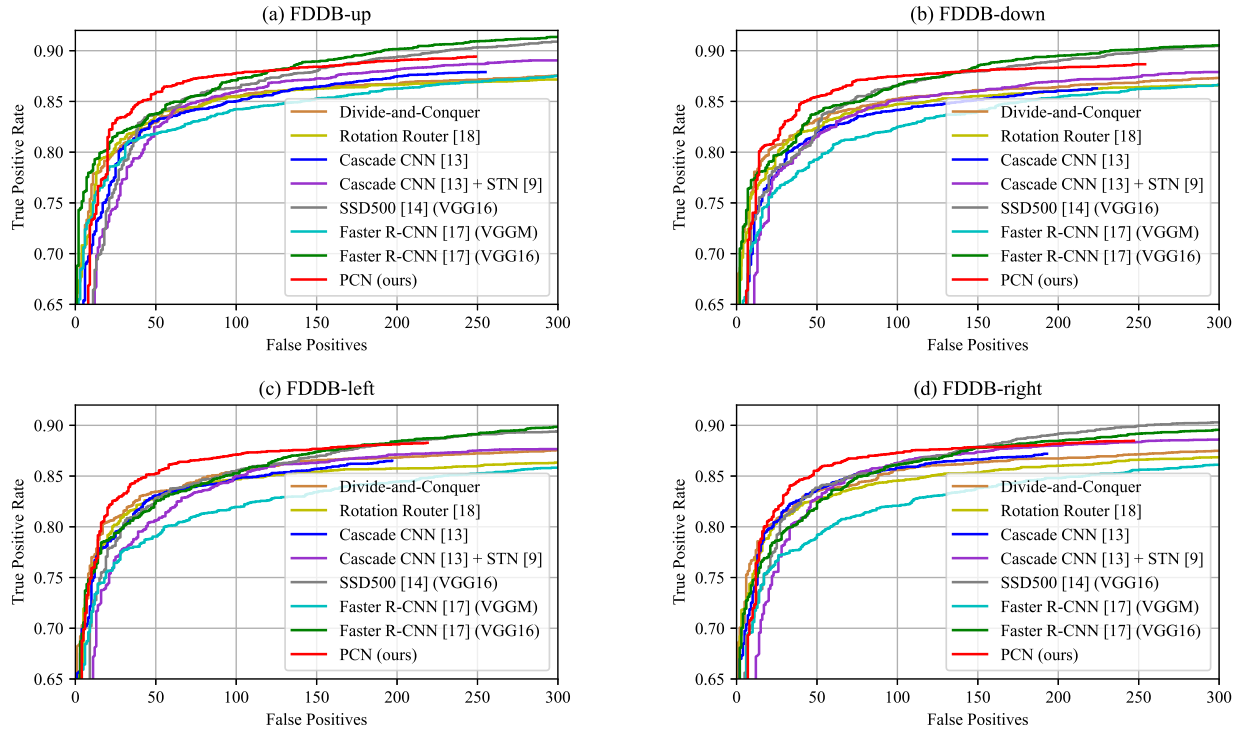 (a) FDDB-up
True Positive Rate
0.90
0.85
0.80
0.75
0.70
0.65
0 50 100 150 200 250 300
False Positives
Divide-and-Conquer
Rotation Router [18]
Cascade CNN [13]
Cascade CNN [13] + STN [9]
SSD500 [14] (VGG16)
Faster R-CNN [17] (VGGM)
Faster R-CNN [17] (VGG16)
PCN (ours)
(b) FDDB-down
True Positive Rate
0.90
0.85
0.80
0.75
0.70
0.65
0 50 100 150 200 250 300
False Positives
Divide-and-Conquer
Rotation Router [18]
Cascade CNN [13]
Cascade CNN [13] + STN [9]
SSD500 [14] (VGG16)
Faster R-CNN [17] (VGGM)
Faster R-CNN [17] (VGG16)
PCN (ours)
(c) FDDB-left
True Positive Rate
0.90
0.85
0.80
0.75
0.70
0.65
0 50 100 150 200 250 300
False Positives
Divide-and-Conquer
Rotation Router [18]
Cascade CNN [13]
Cascade CNN [13] + STN [9]
SSD500 [14] (VGG16)
Faster R-CNN [17] (VGGM)
Faster R-CNN [17] (VGG16)
PCN (ours)
(d) FDDB-right
True Positive Rate
0.90
0.85
0.80
0.75
0.70
0.65
0 50 100 150 200 250 300
False Positives
Divide-and-Conquer
Rotation Router [18]
Cascade CNN [13]
Cascade CNN [13] + STN [9]
SSD500 [14] (VGG16)
Faster R-CNN [17] (VGGM)
Faster R-CNN [17] (VGG16)
PCN (ours)